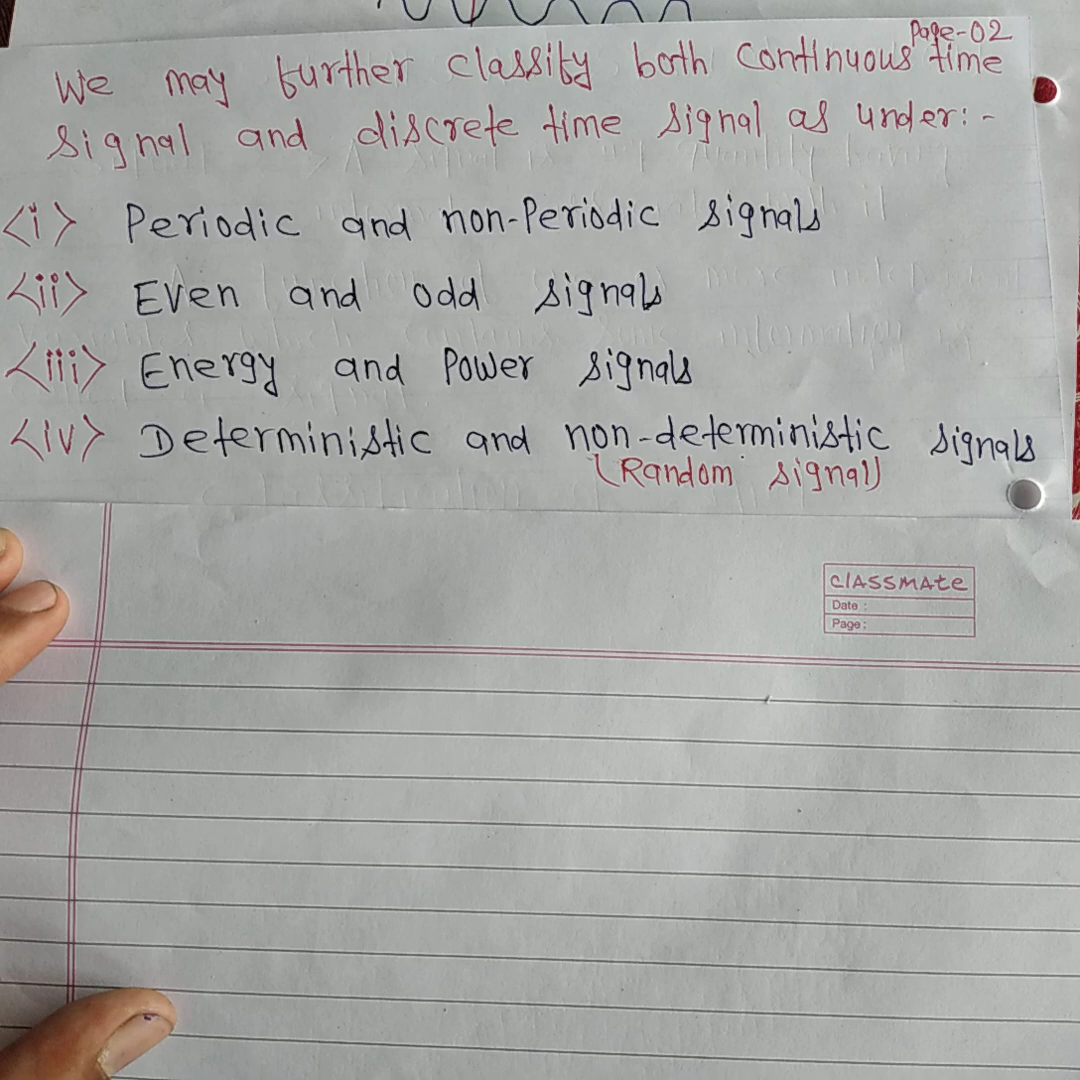 Page-02
We may further classify both continuous time
signal and discrete time signal as under:-
<i> Periodic and non-Periodic signals
<ii> Even and odd signals
<iii> Energy and Power signals
<iv> Deterministic and non-deterministic signals
(Random signal)
classmate
Date :
Page :